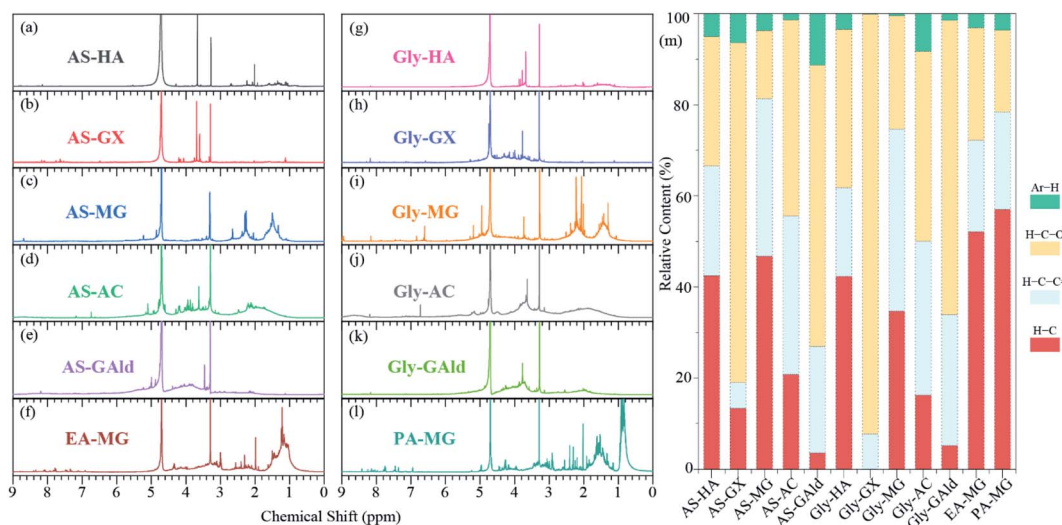 (a)
AS-HA
(b)
AS-GX
(c)
AS-MG
(d)
AS-AC
(e)
AS-GAld
(f)
EA-MG
9 8 7 6 5 4 3 2 1 0
(g)
Gly-HA
(h)
Gly-GX
(i)
Gly-MG
(j)
Gly-AC
(k)
Gly-GAld
(l)
PA-MG
9 8 7 6 5 4 3 2 1 0
Chemical Shift (ppm)
(m)
Relative Content (%)
100
80
60
40
20
0
AS-HA
AS-GX
AS-MG
AS-AC
AS-GAld
Gly-HA
Gly-GX
Gly-MG
Gly-AC
Gly-GAld
EA-MG
PA-MG
Ar-H
H-C-O
H-C-C=
H-C